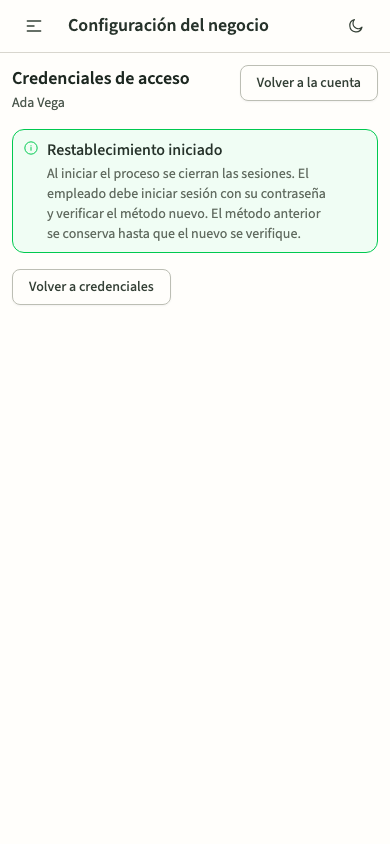 Configuración del negocio
Credenciales de acceso
Volver a la cuenta
Ada Vega
Restablecimiento iniciado
Al iniciar el proceso se cierran las sesiones. El
empleado debe iniciar sesión con su contraseña
y verificar el método nuevo. El método anterior
se conserva hasta que el nuevo se verifique.
Volver a credenciales